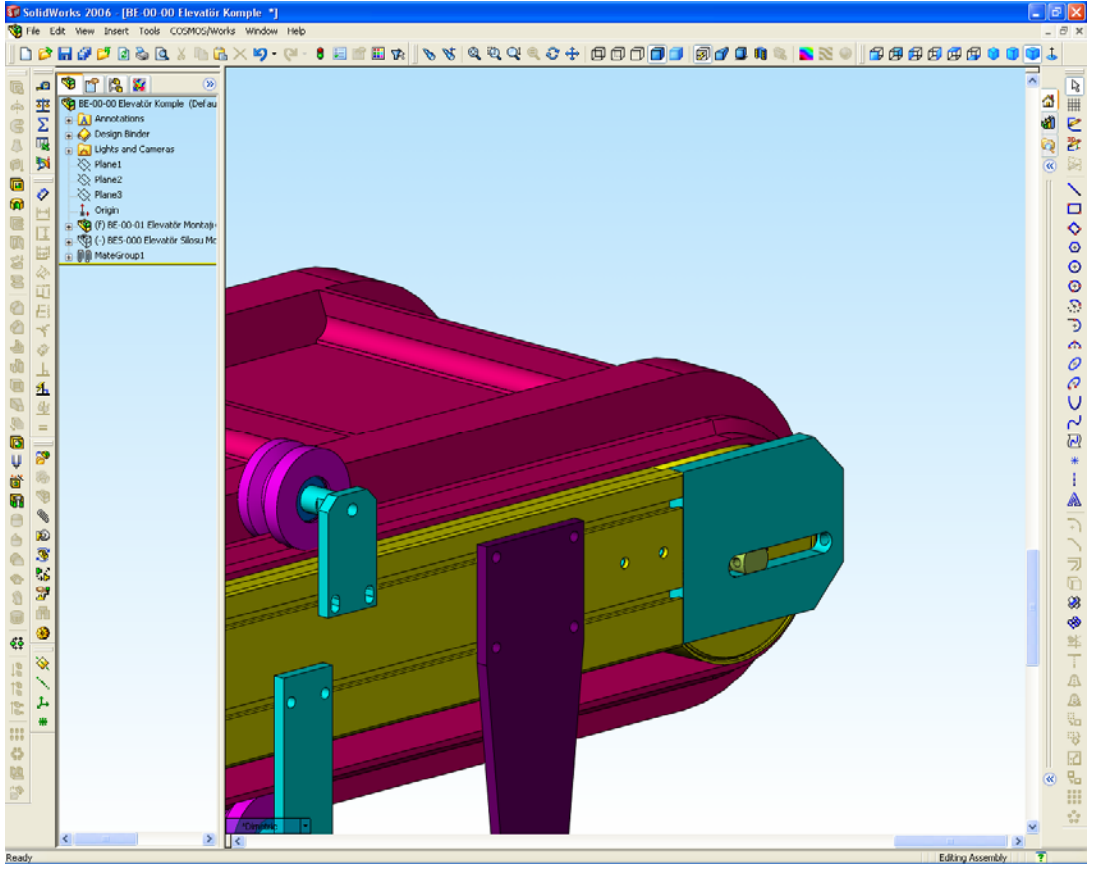 SolidWorks 2006 - [BE-00-00 Elevatör Komple *]
File Edit View Insert Tools COSMOS/Works Window Help
BE-00-00 Elevatör Komple (Defau
Annotations
Design Binder
Lights and Cameras
Plane1
Plane2
Plane3
Origin
(f) BE-00-01 Elevatör Montajı
(-) BES-000 Elevatör Silosu Mo
MateGroup1
*Dimetric
Ready
Editing Assembly